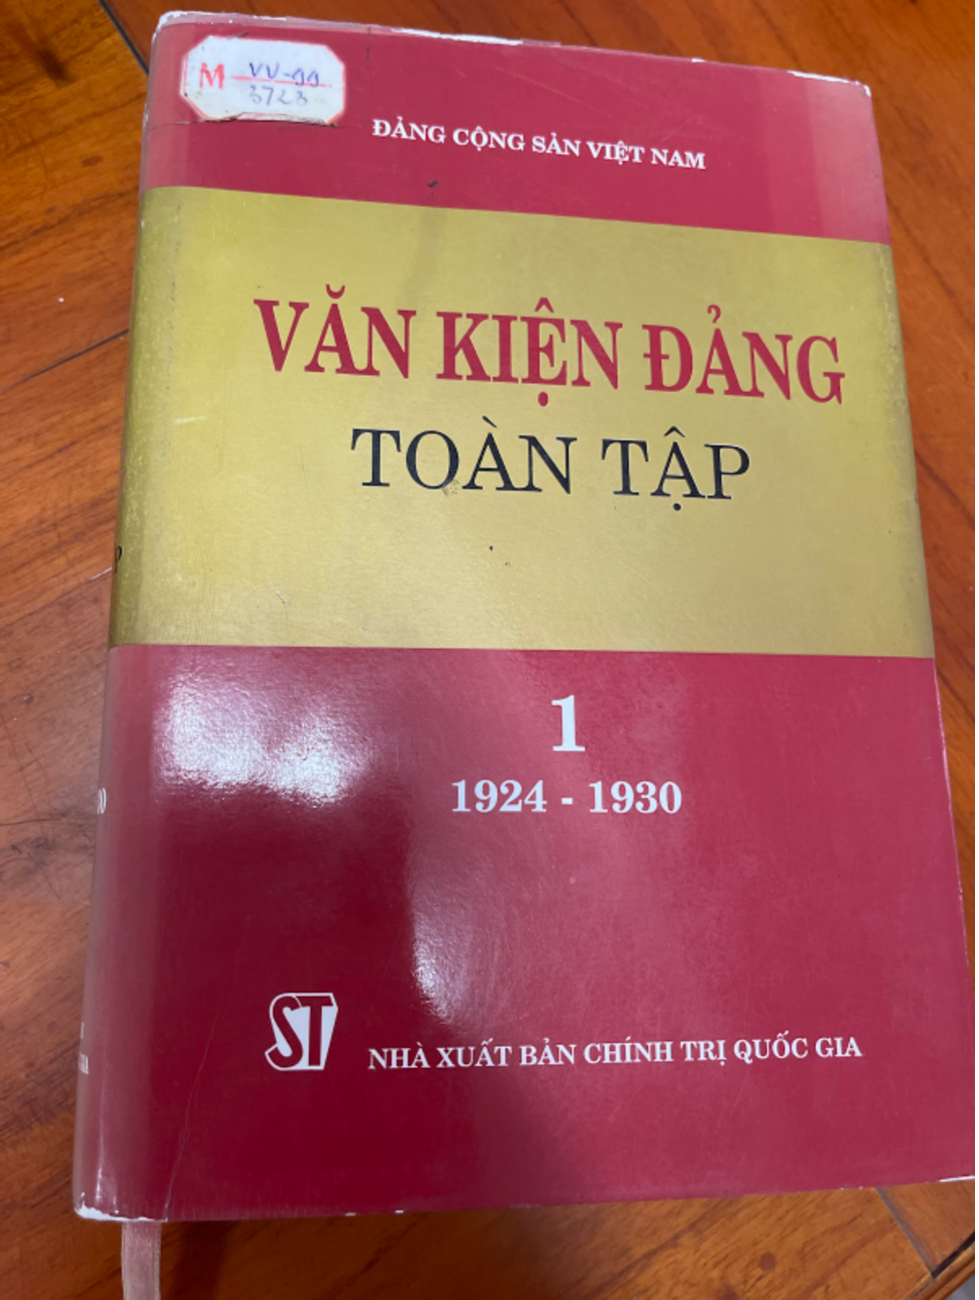 M VV-99
3723
ĐẢNG CỘNG SẢN VIỆT NAM
VĂN KIỆN ĐẢNG
TOÀN TẬP
1
1924 - 1930
ST
NHÀ XUẤT BẢN CHÍNH TRỊ QUỐC GIA